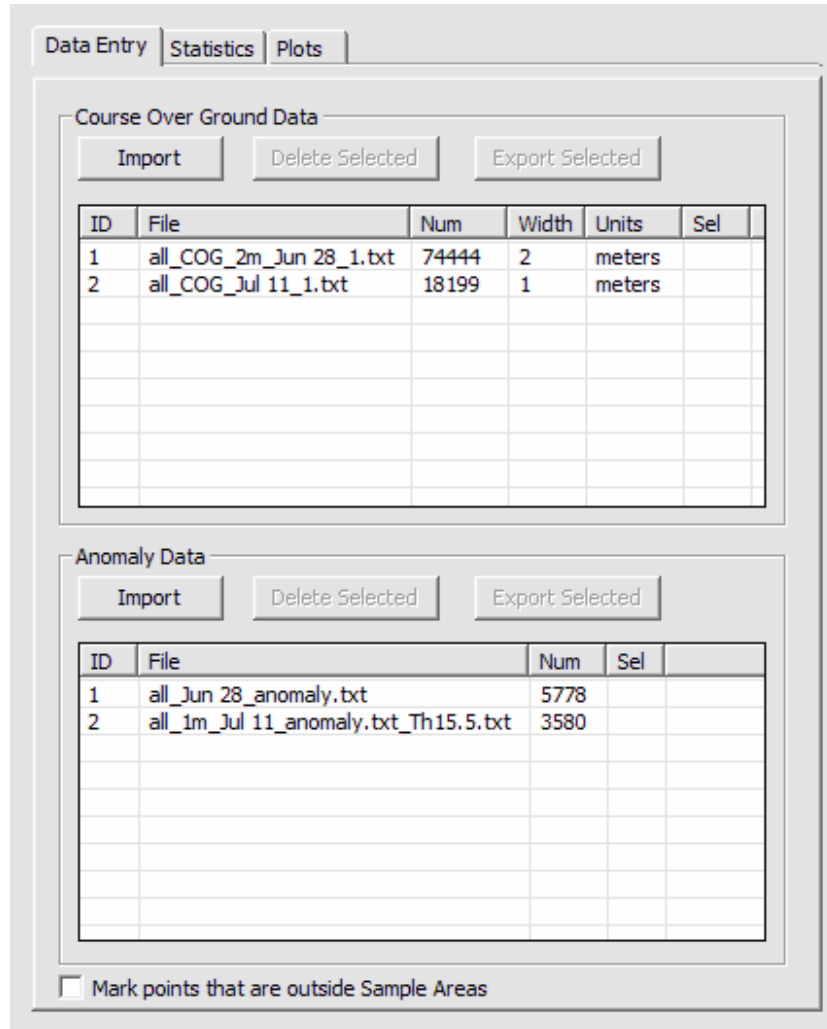 Data Entry Statistics Plots
Course Over Ground Data
Import Delete Selected Export Selected
ID File Num Width Units Sel
1 all_COG_2m_Jun 28_1.txt 74444 2 meters
2 all_COG_Jul 11_1.txt 18199 1 meters
Anomaly Data
Import Delete Selected Export Selected
ID File Num Sel
1 all_Jun 28_anomaly.txt 5778
2 all_1m_Jul 11_anomaly.txt_Th15.5.txt 3580
Mark points that are outside Sample Areas